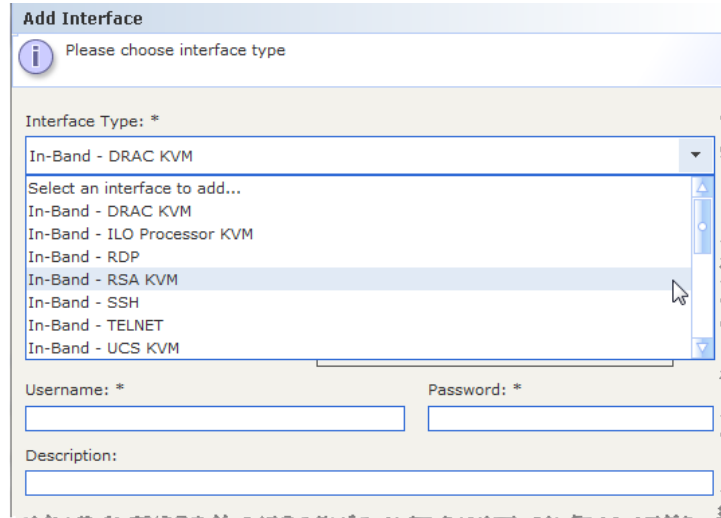 Add Interface
Please choose interface type
Interface Type: *
In-Band - DRAC KVM
Select an interface to add...
In-Band - DRAC KVM
In-Band - ILO Processor KVM
In-Band - RDP
In-Band - RSA KVM
In-Band - SSH
In-Band - TELNET
In-Band - UCS KVM
Username: *
Password: *
Description: